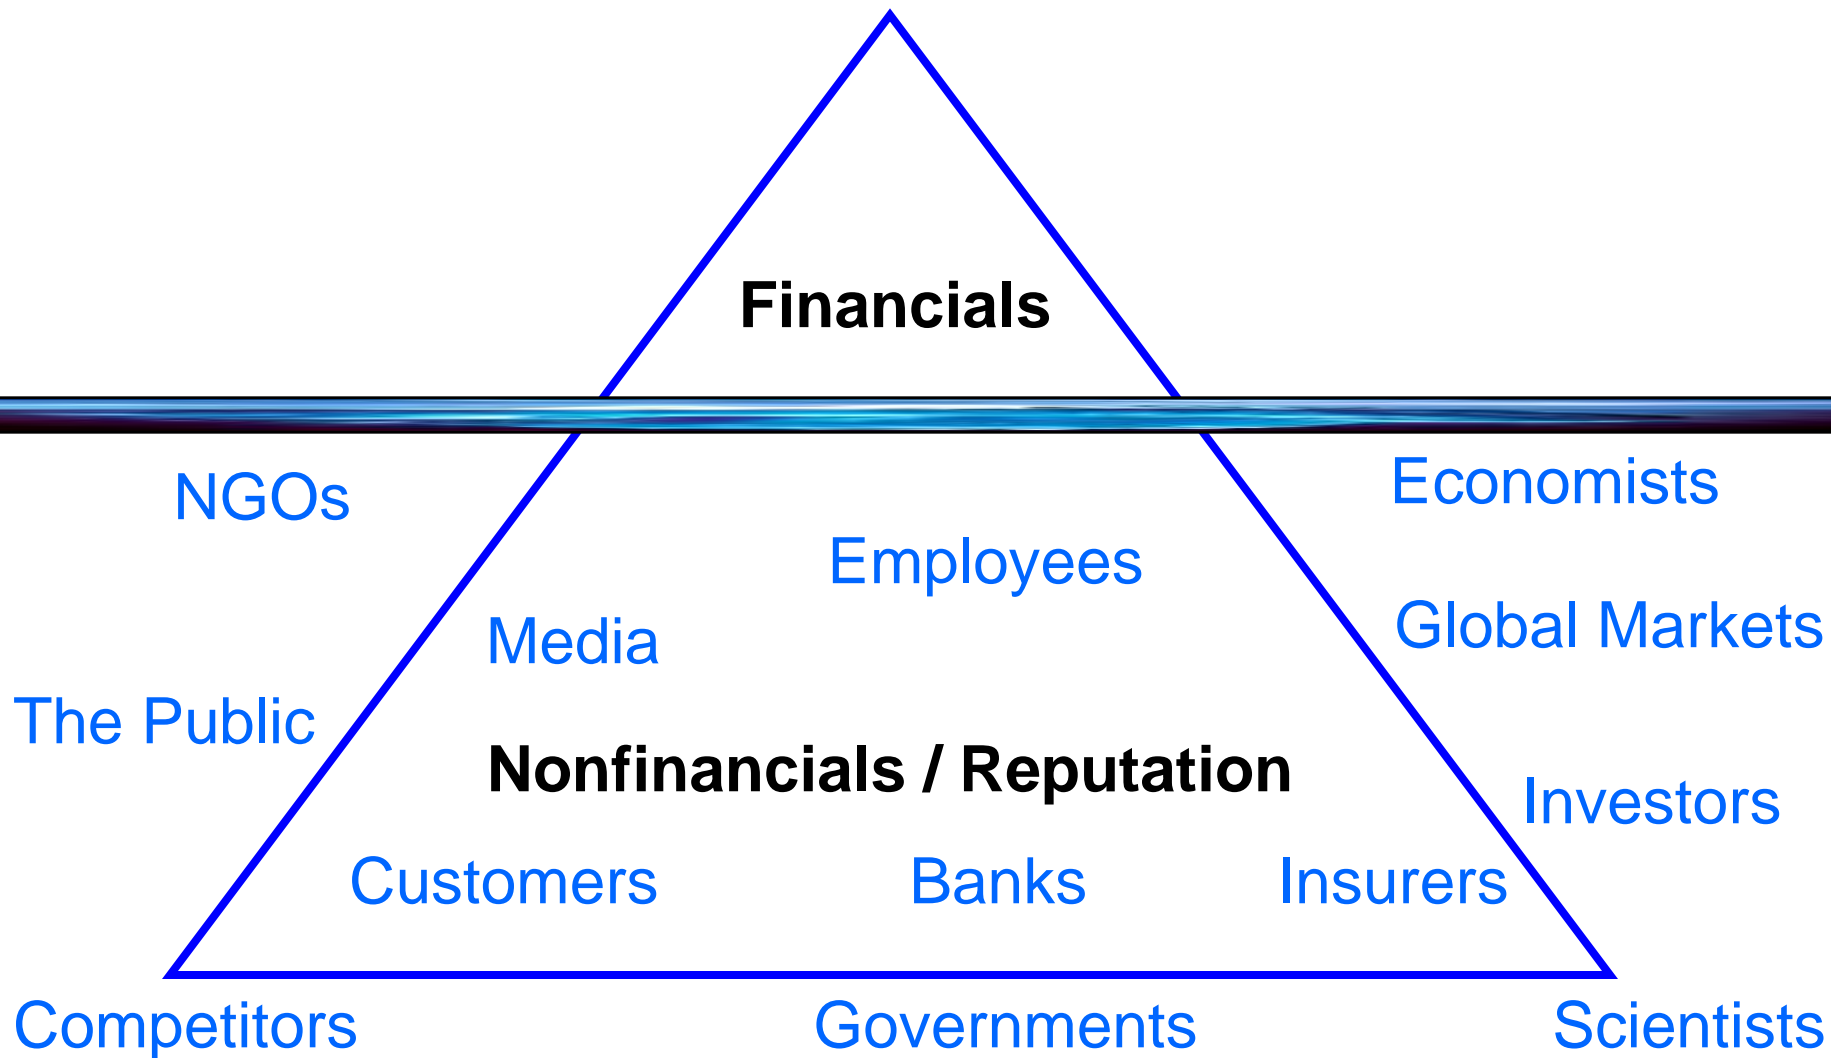 Financials
NGOs
Economists
Employees
Media
Global Markets
The Public
Nonfinancials / Reputation
Investors
Customers
Banks
Insurers
Competitors
Governments
Scientists